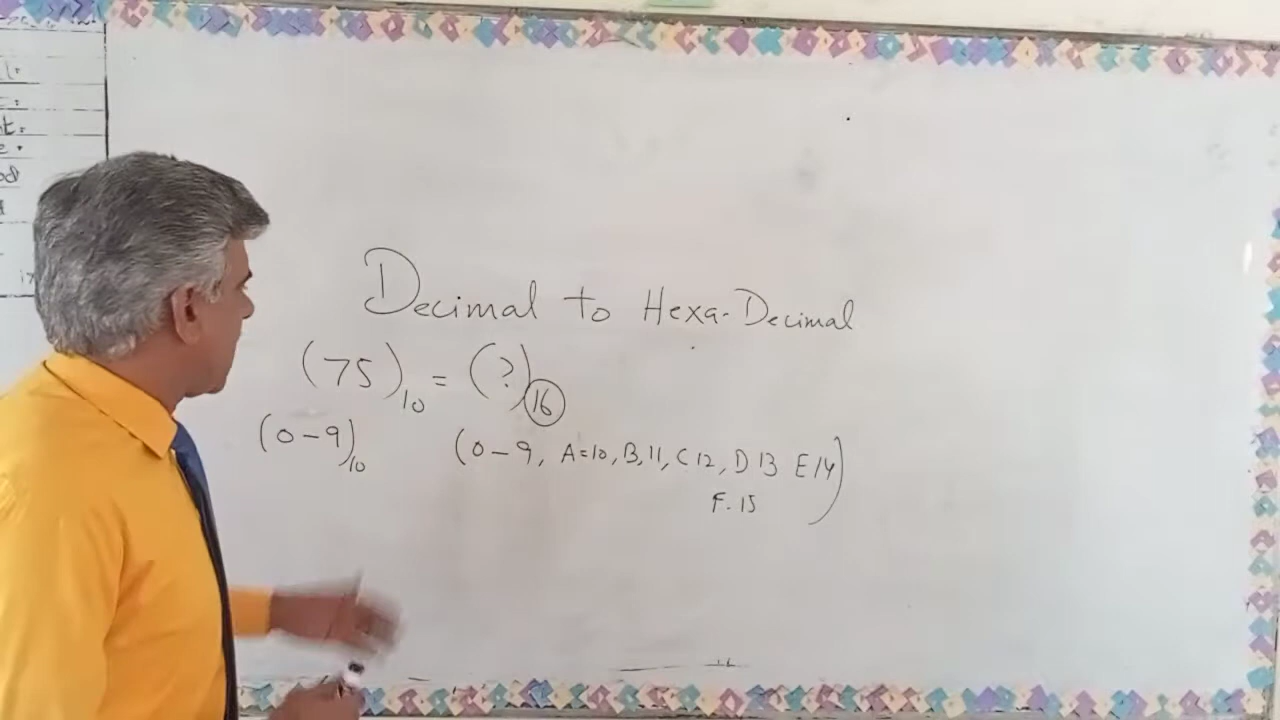 Decimal to Hexa-Decimal
(75)10 = (?)16
(0-9)10 (0-9, A=10, B,11, C 12, D 13 E 14)
F. 15